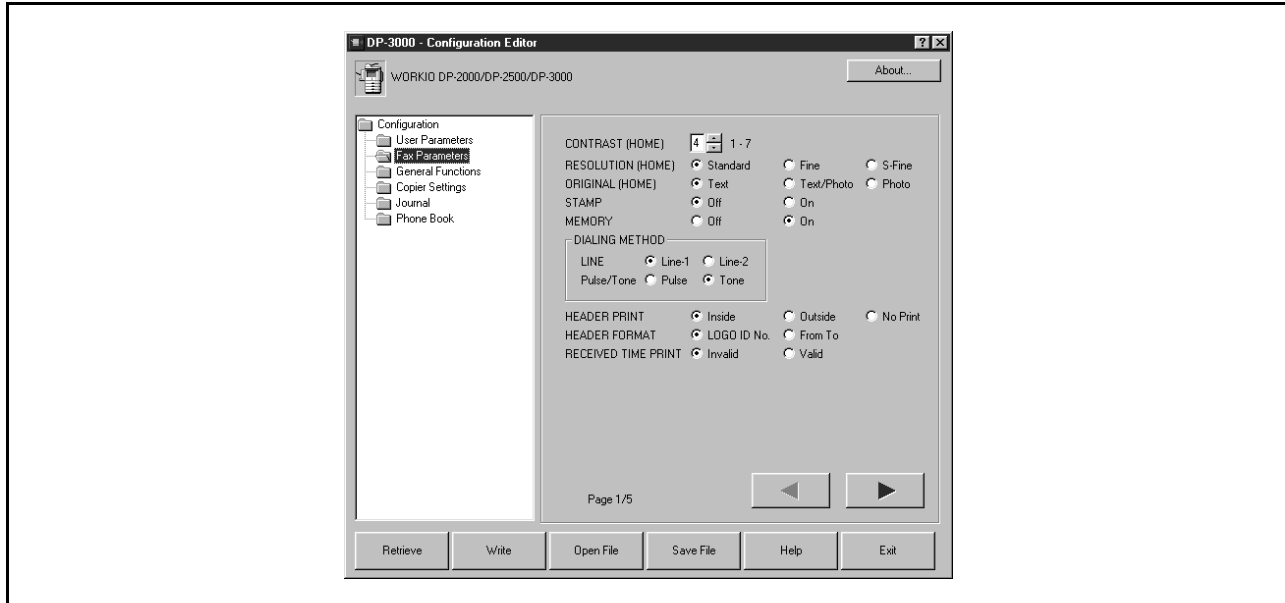 DP-3000 - Configuration Editor
WORKIO DP-2000/DP-2500/DP-3000
About...
Configuration
User Parameters
Fax Parameters
General Functions
Copier Settings
Journal
Phone Book
CONTRAST (HOME) 4 1 - 7
RESOLUTION (HOME) Standard Fine S-Fine
ORIGINAL (HOME) Text Text/Photo Photo
STAMP Off On
MEMORY Off On
DIALING METHOD
LINE Line-1 Line-2
Pulse/Tone Pulse Tone
HEADER PRINT Inside Outside No Print
HEADER FORMAT LOGO ID No. From To
RECEIVED TIME PRINT Invalid Valid
Page 1/5
Retrieve Write Open File Save File Help Exit